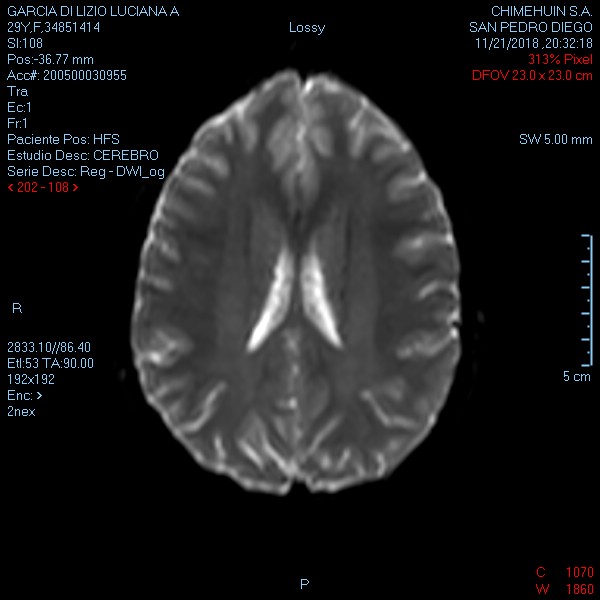 GARCIA DI LIZIO LUCIANA A
29Y,F,34851414
Sl:108
Pos:-36.77 mm
Acc#: 200500030955
Tra
Ec:1
Fr:1
Paciente Pos: HFS
Estudio Desc: CEREBRO
Serie Desc: Reg - DWI_og
< 202 - 108 >
Lossy
CHIMEHUIN S.A.
SAN PEDRO DIEGO
11/21/2018 ,20:32:18
313% Pixel
DFOV 23.0 x 23.0 cm
SW 5.00 mm
R
5 cm
2833.10//86.40
Etl:53 TA:90.00
192x192
Enc: >
2nex
P
C 1070
W 1860